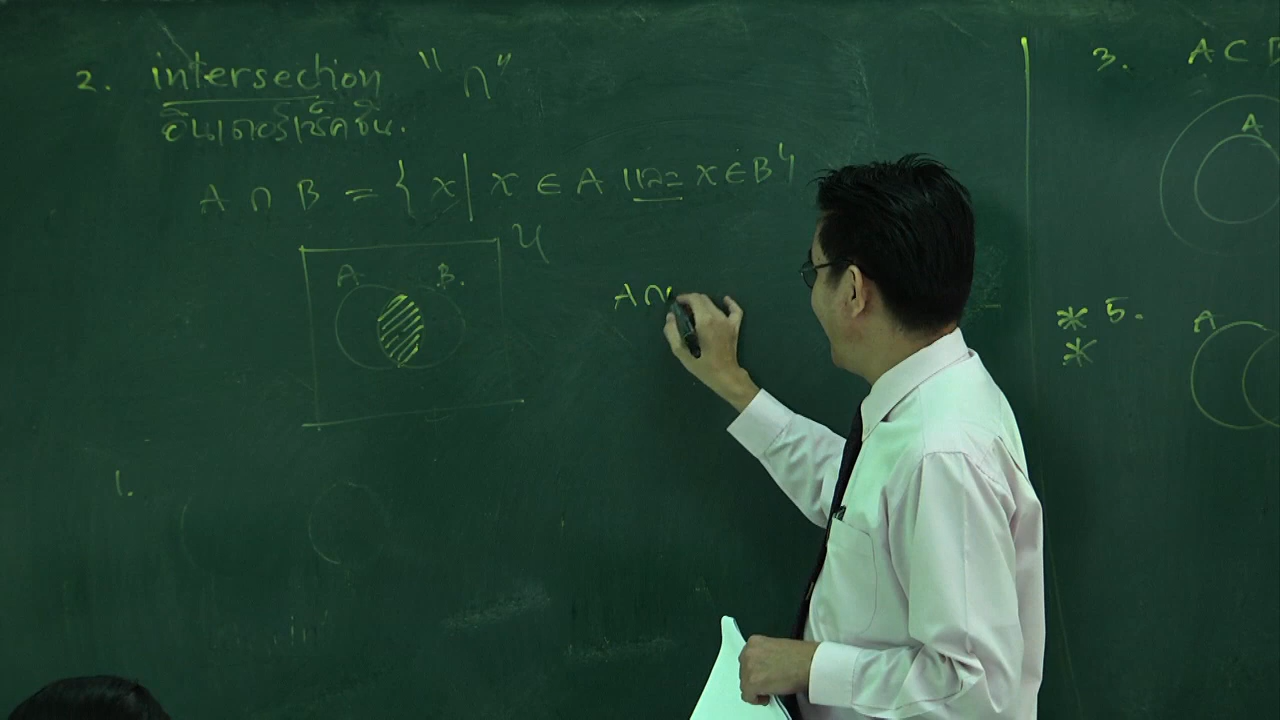 2. intersection "∩"
อินเตอร์เซ็คชัน.
A ∩ B = { x | x ∈ A และ x ∈ B }
U
A B.
A ∩
1.
3. A ⊂
A
** 5.
A